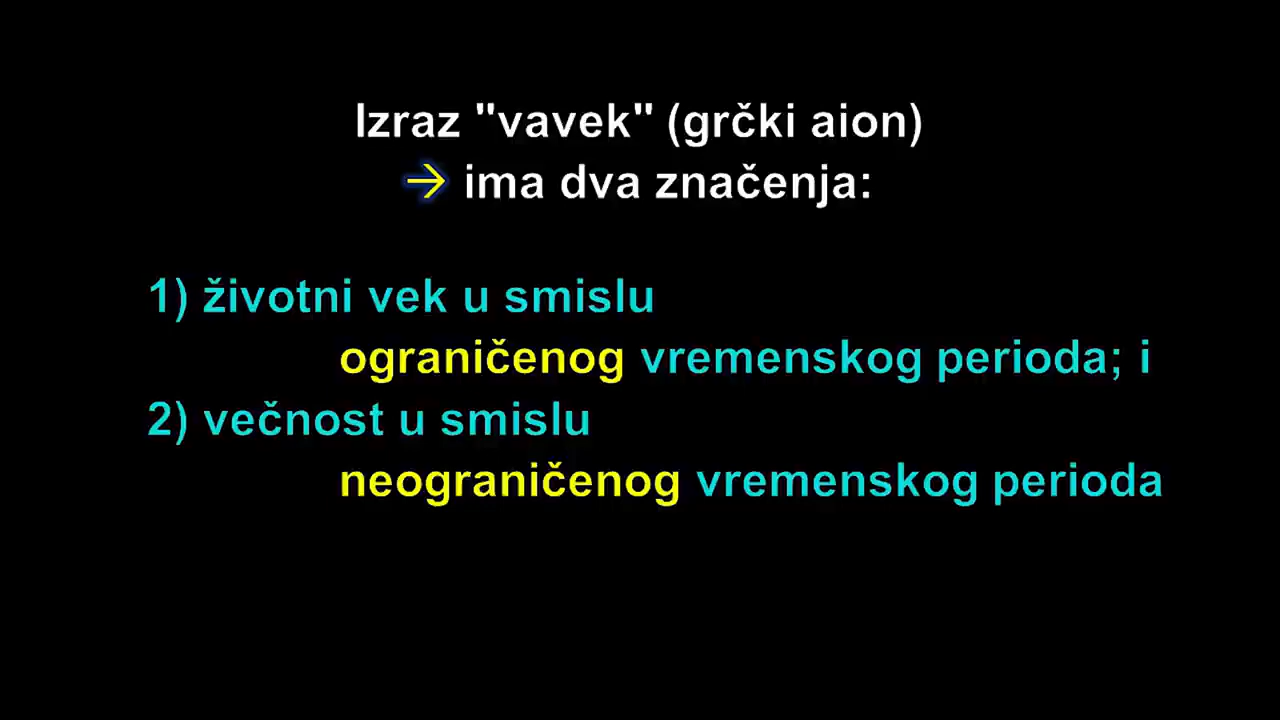 Izraz "vavek" (grčki aion)
→ ima dva značenja:
1) životni vek u smislu
ograničenog vremenskog perioda; i
2) večnost u smislu
neograničenog vremenskog perioda